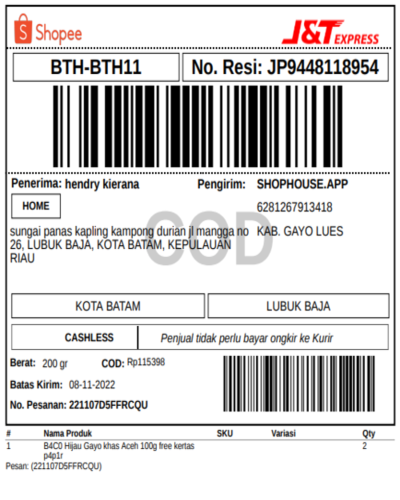 Shopee
J&T EXPRESS
BTH-BTH11
No. Resi: JP9448118954
Penerima: hendry kierana
Pengirim: SHOPHOUSE.APP
HOME
6281267913418
sungai panas kapling kampong durian jl mangga no
KAB. GAYO LUES
26, LUBUK BAJA, KOTA BATAM, KEPULAUAN
RIAU
COD
KOTA BATAM
LUBUK BAJA
CASHLESS
Penjual tidak perlu bayar ongkir ke Kurir
Berat: 200 gr
COD: Rp115398
Batas Kirim: 08-11-2022
No. Pesanan: 221107D5FFRCQU
# Nama Produk SKU Variasi Qty
1 B4C0 Hijau Gayo khas Aceh 100g free kertas 2
p4p1r
Pesan: (221107D5FFRCQU)